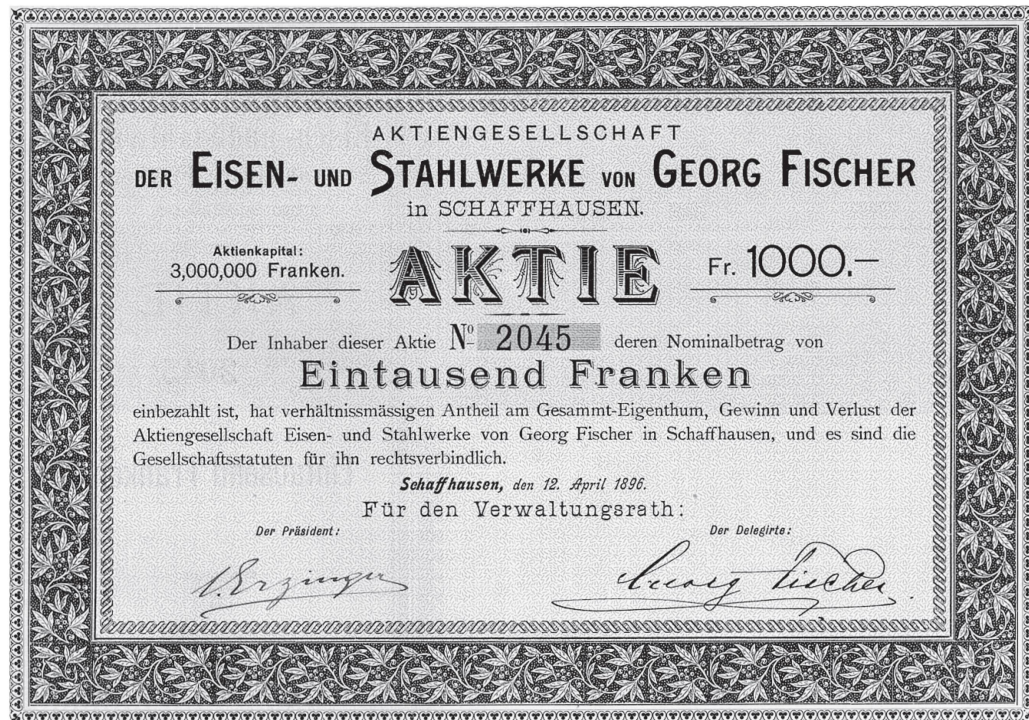 AKTIENGESELLSCHAFT
DER EISEN- UND STAHLWERKE VON GEORG FISCHER
in SCHAFFHAUSEN.
Aktienkapital:
3,000,000 Franken.
AKTIE
Fr. 1000.—
Der Inhaber dieser Aktie No 2045 deren Nominalbetrag von
Eintausend Franken
einbezahlt ist, hat verhältnissmässigen Antheil am Gesammt-Eigenthum, Gewinn und Verlust der
Aktiengesellschaft Eisen- und Stahlwerke von Georg Fischer in Schaffhausen, und es sind die
Gesellschaftsstatuten für ihn rechtsverbindlich.
Schaffhausen, den 12. April 1896.
Für den Verwaltungsrath:
Der Präsident:
Der Delegirte:
Erzinger
Georg Fischer.